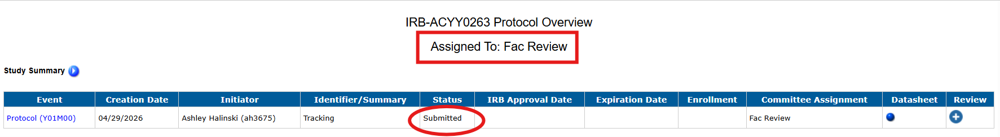 IRB-ACYY0263 Protocol Overview
Assigned To: Fac Review
Study Summary
Event Creation Date Initiator Identifier/Summary Status IRB Approval Date Expiration Date Enrollment Committee Assignment Datasheet Review
Protocol (Y01M00) 04/29/2026 Ashley Halinski (ah3675) Tracking Submitted Fac Review